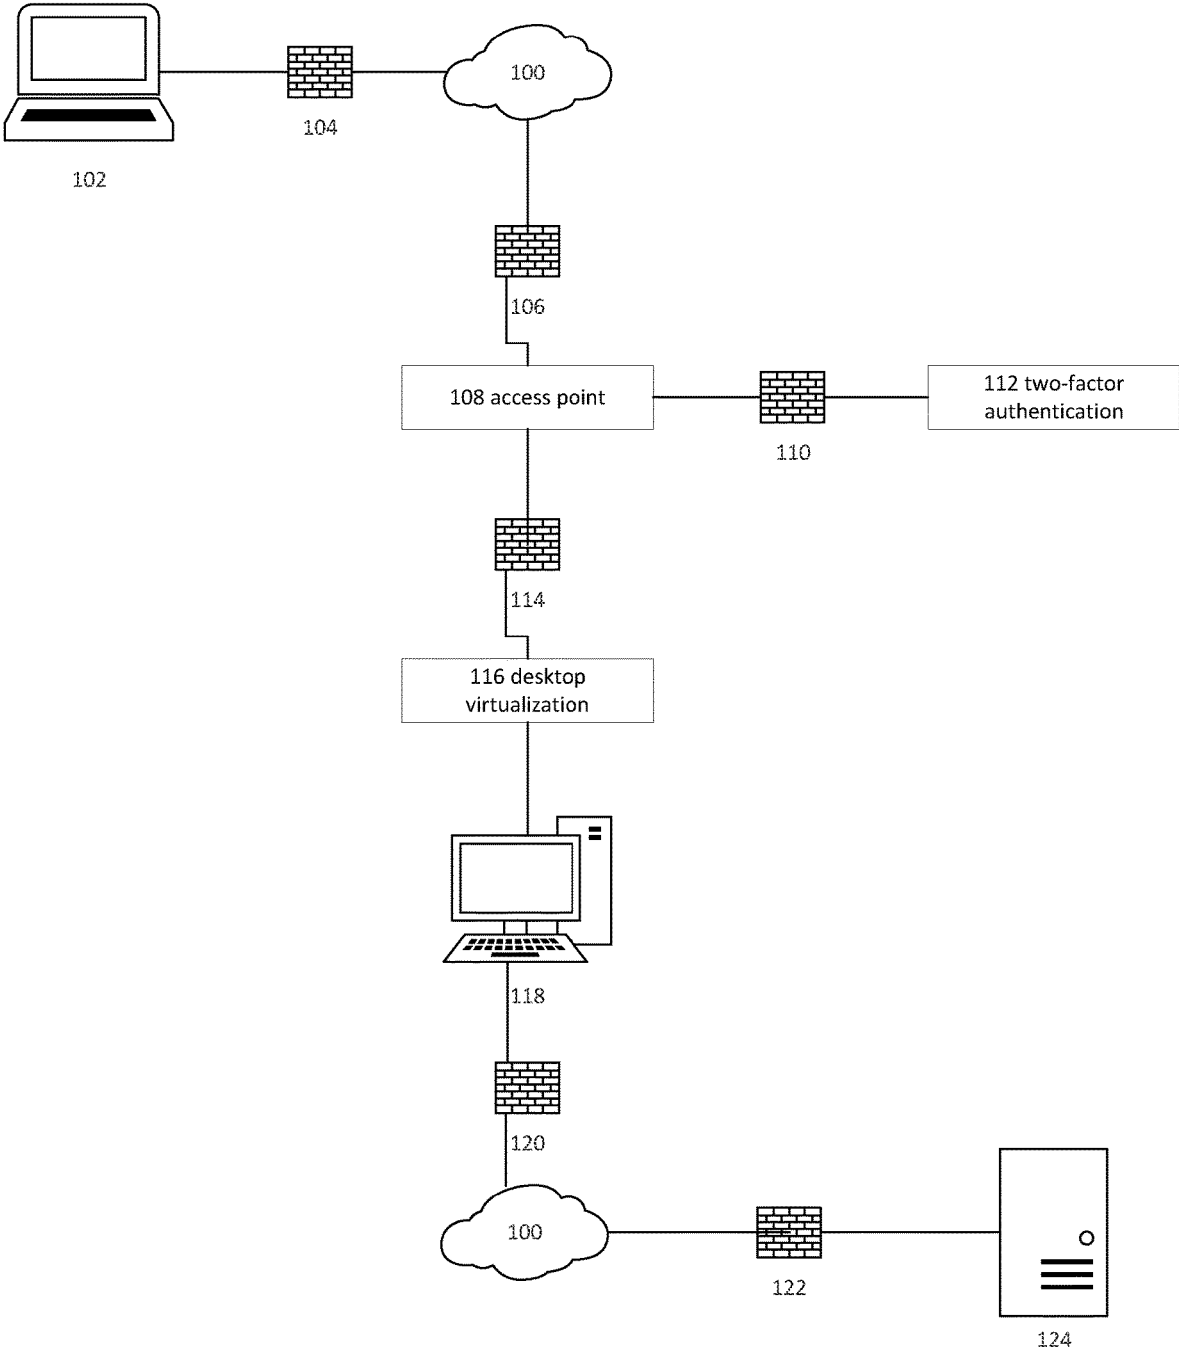 100
104
102
106
108 access point
112 two-factor
authentication
110
114
116 desktop
virtualization
118
120
100
122
124